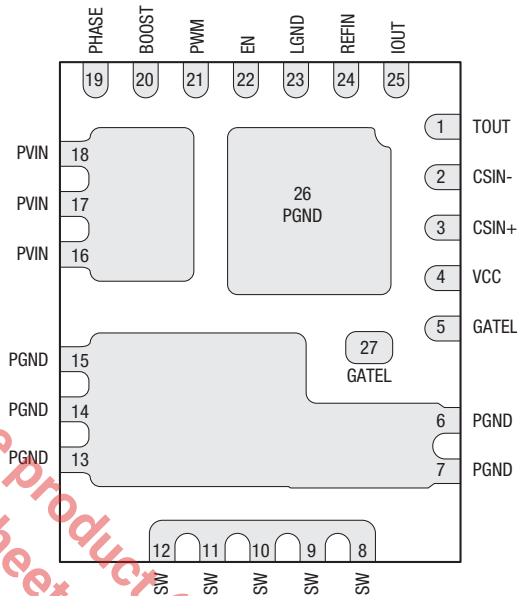 PHASE BOOST PWM EN LGND REFIN IOUT
19 20 21 22 23 24 25
1 TOUT
PVIN 18
2 CSIN-
26
PGND
PVIN 17
3 CSIN+
PVIN 16
4 VCC
5 GATEL
27
GATEL
PGND 15
PGND 14
6 PGND
PGND 13
7 PGND
12 11 10 9 8
SW SW SW SW SW
e product
heet